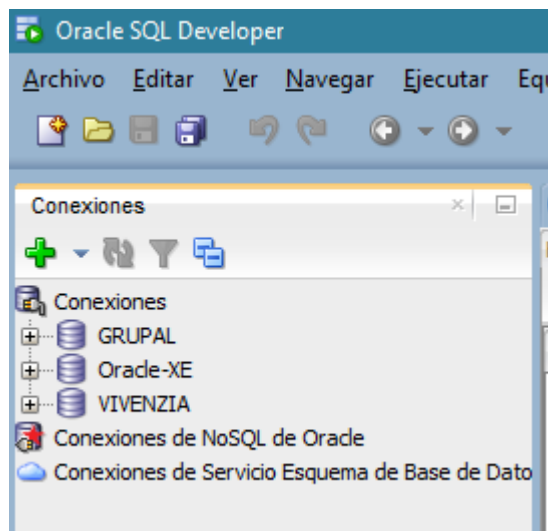 Oracle SQL Developer
Archivo Editar Ver Navegar Ejecutar Equ
Conexiones
Conexiones
GRUPAL
Oracle-XE
VIVENZIA
Conexiones de NoSQL de Oracle
Conexiones de Servicio Esquema de Base de Dato